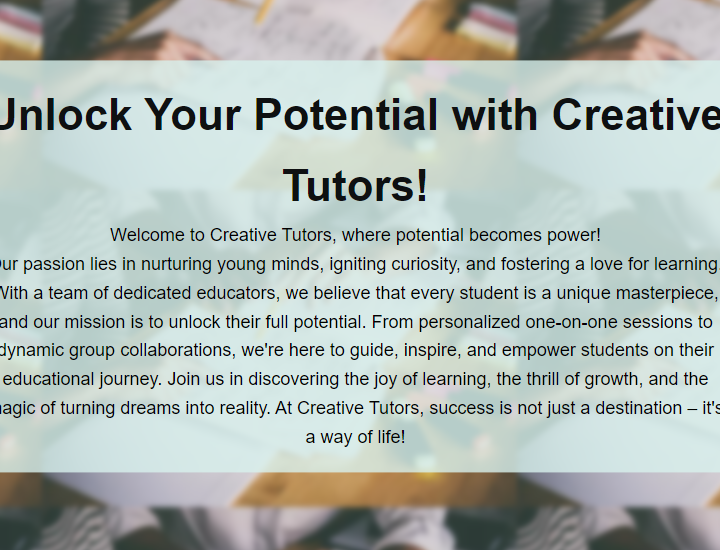 Unlock Your Potential with Creative
Tutors!
Welcome to Creative Tutors, where potential becomes power!
Our passion lies in nurturing young minds, igniting curiosity, and fostering a love for learning.
With a team of dedicated educators, we believe that every student is a unique masterpiece,
and our mission is to unlock their full potential. From personalized one-on-one sessions to
dynamic group collaborations, we're here to guide, inspire, and empower students on their
educational journey. Join us in discovering the joy of learning, the thrill of growth, and the
magic of turning dreams into reality. At Creative Tutors, success is not just a destination – it's
a way of life!